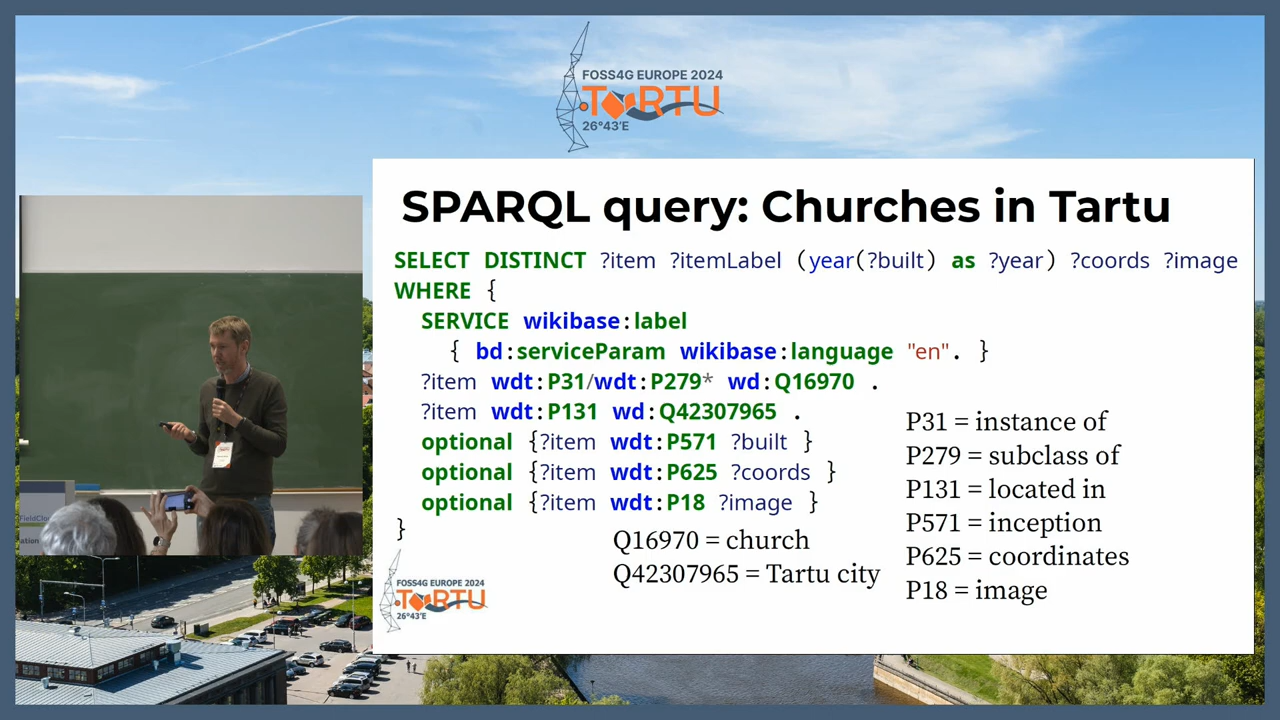 FOSS4G EUROPE 2024
TARTU
26°43'E
SPARQL query: Churches in Tartu
SELECT DISTINCT ?item ?itemLabel (year(?built) as ?year) ?coords ?image
WHERE {
SERVICE wikibase:label
{ bd:serviceParam wikibase:language "en". }
?item wdt:P31/wdt:P279* wd:Q16970 .
?item wdt:P131 wd:Q42307965 .
optional {?item wdt:P571 ?built }
optional {?item wdt:P625 ?coords }
optional {?item wdt:P18 ?image }
}
Q16970 = church
Q42307965 = Tartu city
P31 = instance of
P279 = subclass of
P131 = located in
P571 = inception
P625 = coordinates
P18 = image
FOSS4G EUROPE 2024
TARTU
26°43'E